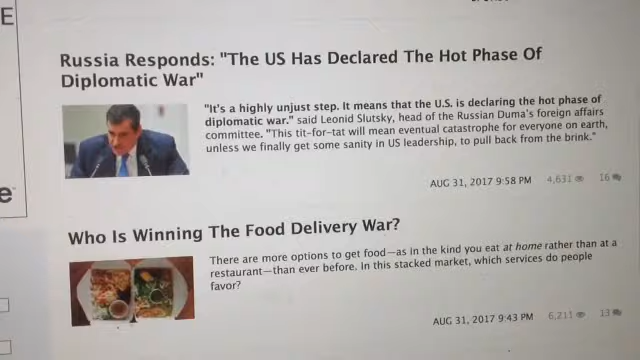 E
Russia Responds: "The US Has Declared The Hot Phase Of
Diplomatic War"
"It's a highly unjust step. It means that the U.S. is declaring the hot phase of
diplomatic war." said Leonid Slutsky, head of the Russian Duma's foreign affairs
committee. "This tit-for-tat will mean eventual catastrophe for everyone on earth,
unless we finally get some sanity in US leadership, to pull back from the brink."
AUG 31, 2017 9:58 PM 4,631 16
e
Who Is Winning The Food Delivery War?
There are more options to get food—as in the kind you eat at home rather than at a
restaurant—than ever before. In this stacked market, which services do people
favor?
AUG 31, 2017 9:43 PM 6,211 13